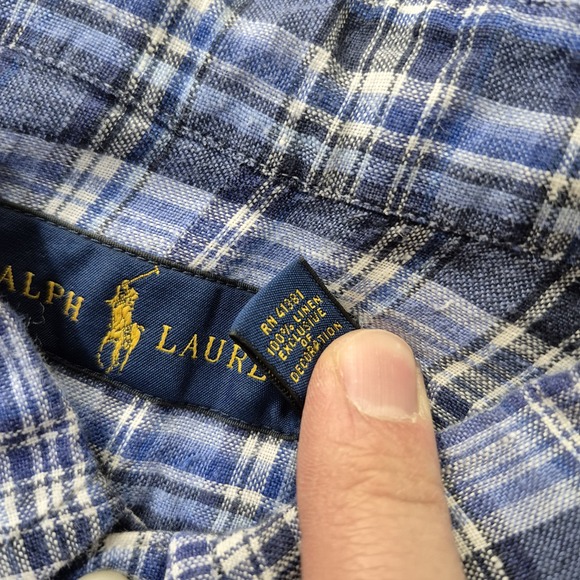 ALPH LAURE
RN 41381
100% LINEN
EXCLUSIVE
OF
DECORATION